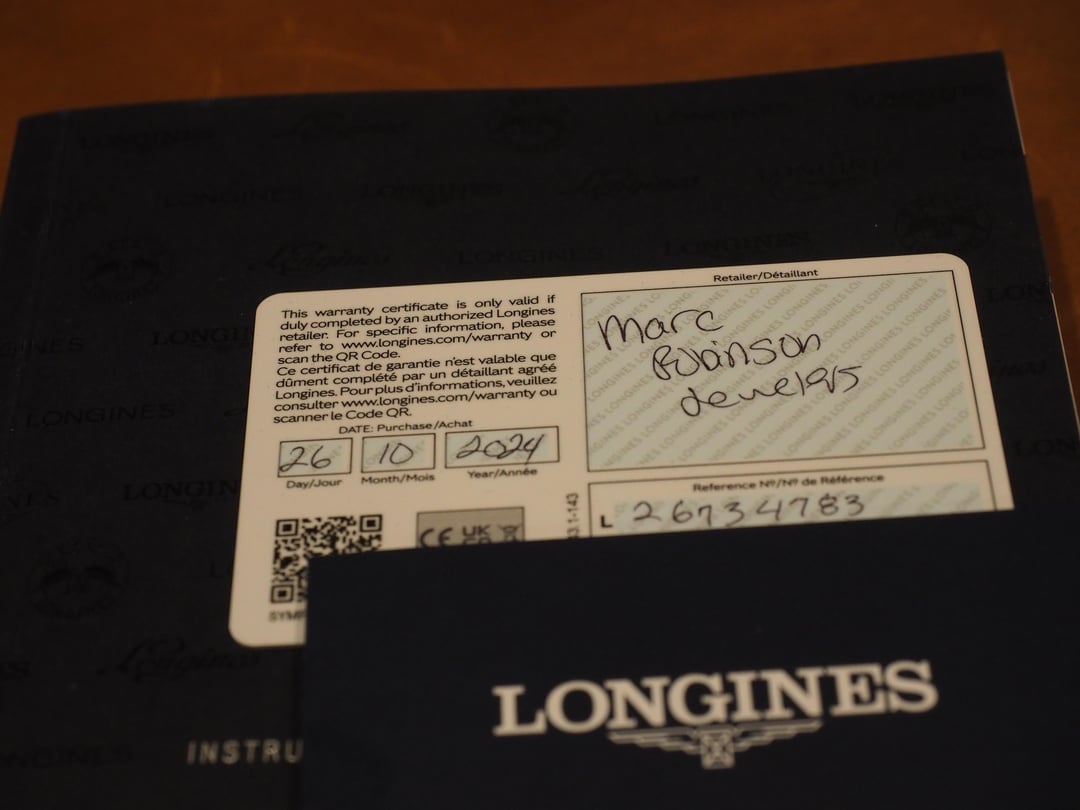 This warranty certificate is only valid if
duly completed by an authorized Longines
retailer. For specific information, please
refer to www.longines.com/warranty or
scan the QR Code.
Ce certificat de garantie n'est valable que
dûment complété par un détaillant agréé
Longines. Pour plus d'informations, veuillez
consulter www.longines.com/warranty ou
scanner le Code QR.
DATE: Purchase/Achat
26 10 2024
Day/Jour Month/Mois Year/Année
CE UK
Retailer/Détaillant
Marc
Robinson
Reference Nº/Nº de Référence
L 26734783
LONGINES
INSTRU